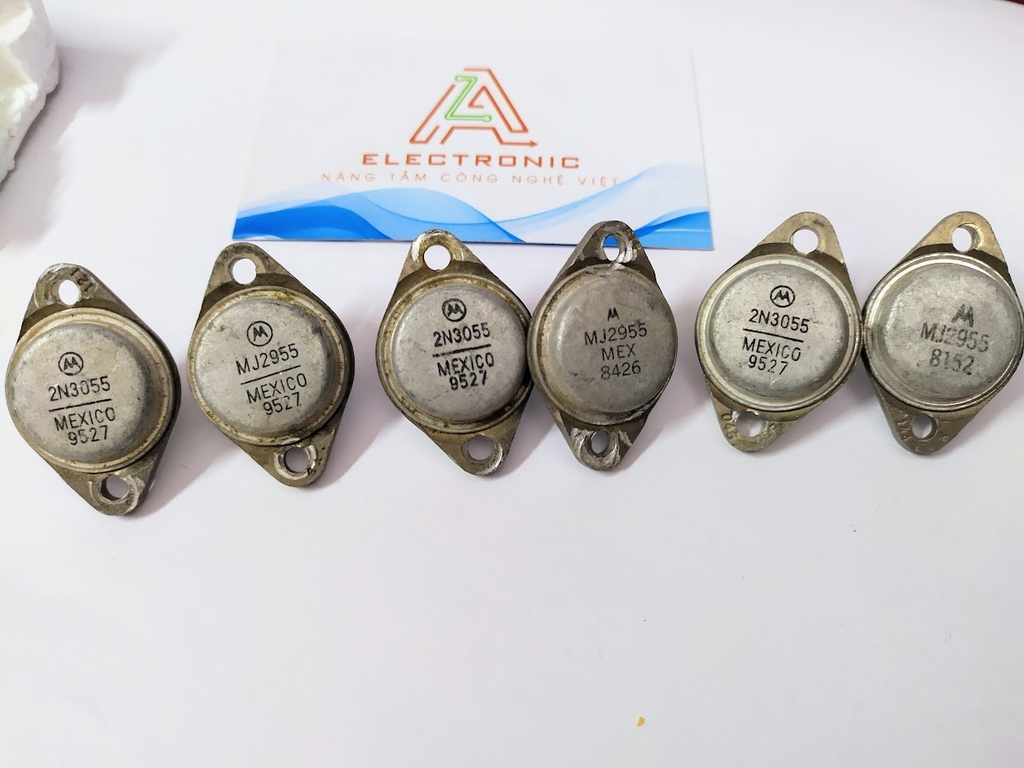 ELECTRONIC
NÂNG TẦM CÔNG NGHỆ VIỆT
2N3055
MEXICO
9527
MJ2955
MEXICO
9527
2N3055
MEXICO
9527
MJ2955
MEX
8426
2N3055
MEXICO
9527
MJ2955
8152